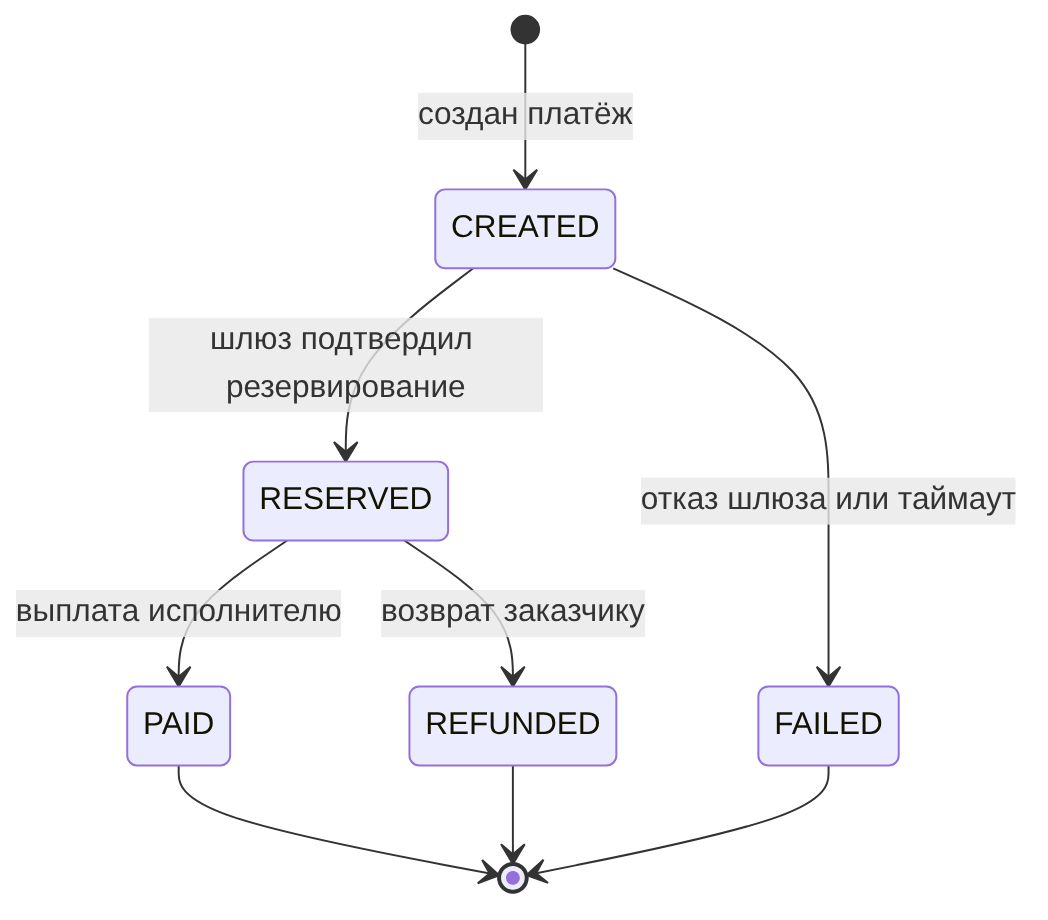 создан платёж
CREATED
шлюз подтвердил
резервирование
RESERVED
отказ шлюза или таймаут
выплата исполнителю
возврат заказчику
PAID
REFUNDED
FAILED